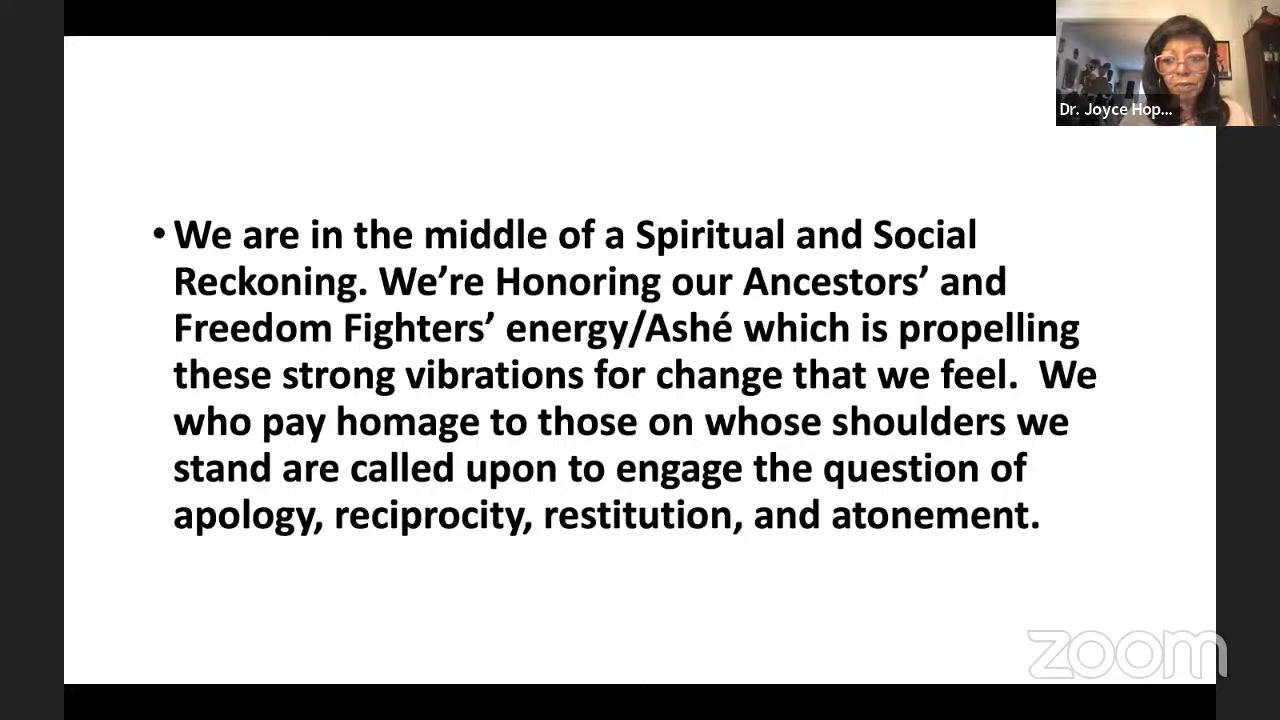 Dr. Joyce Hop...
• We are in the middle of a Spiritual and Social
Reckoning. We’re Honoring our Ancestors’ and
Freedom Fighters’ energy/Ashé which is propelling
these strong vibrations for change that we feel.  We
who pay homage to those on whose shoulders we
stand are called upon to engage the question of
apology, reciprocity, restitution, and atonement.
zoom